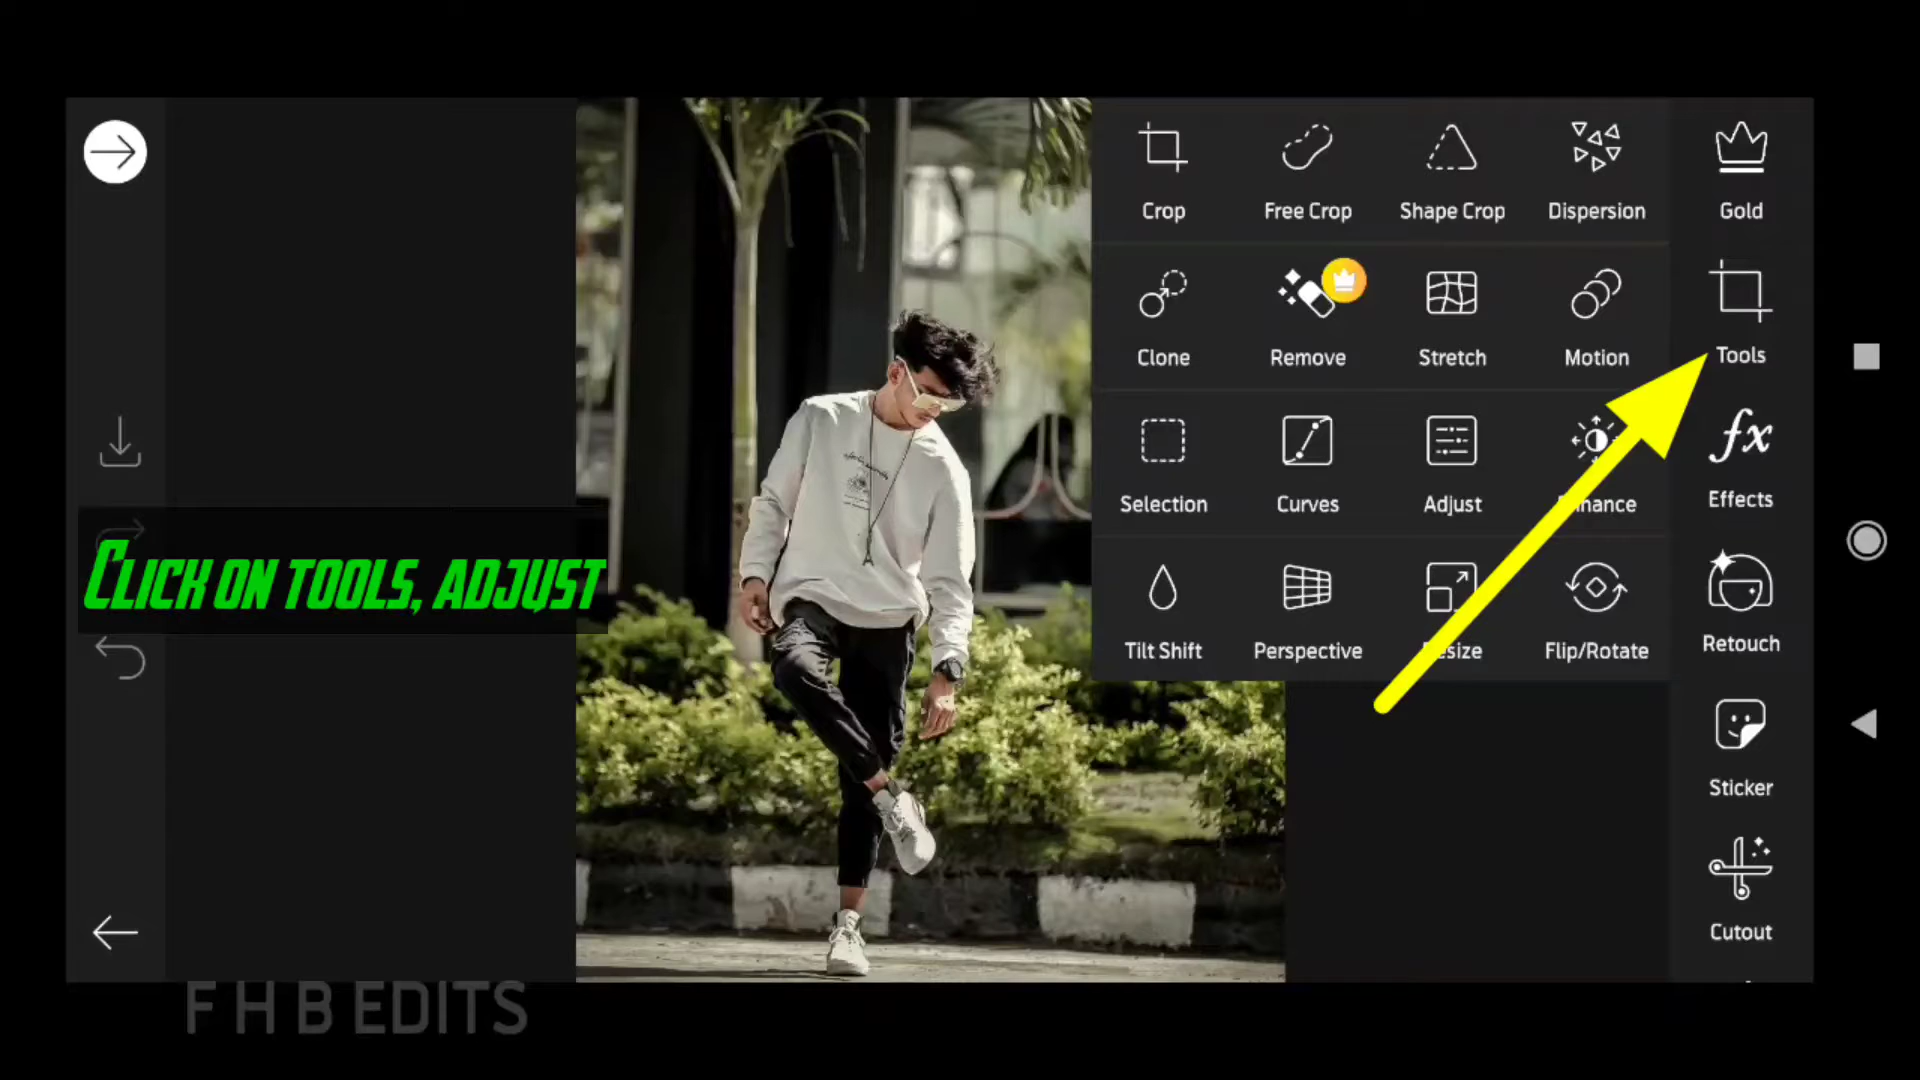 Crop Free Crop Shape Crop Dispersion Gold
Clone Remove Stretch Motion Tools
Selection Curves Adjust Effects
CLICK ON TOOLS, ADJUST
Tilt Shift Perspective Flip/Rotate Retouch
Sticker
Cutout
F H B EDITS